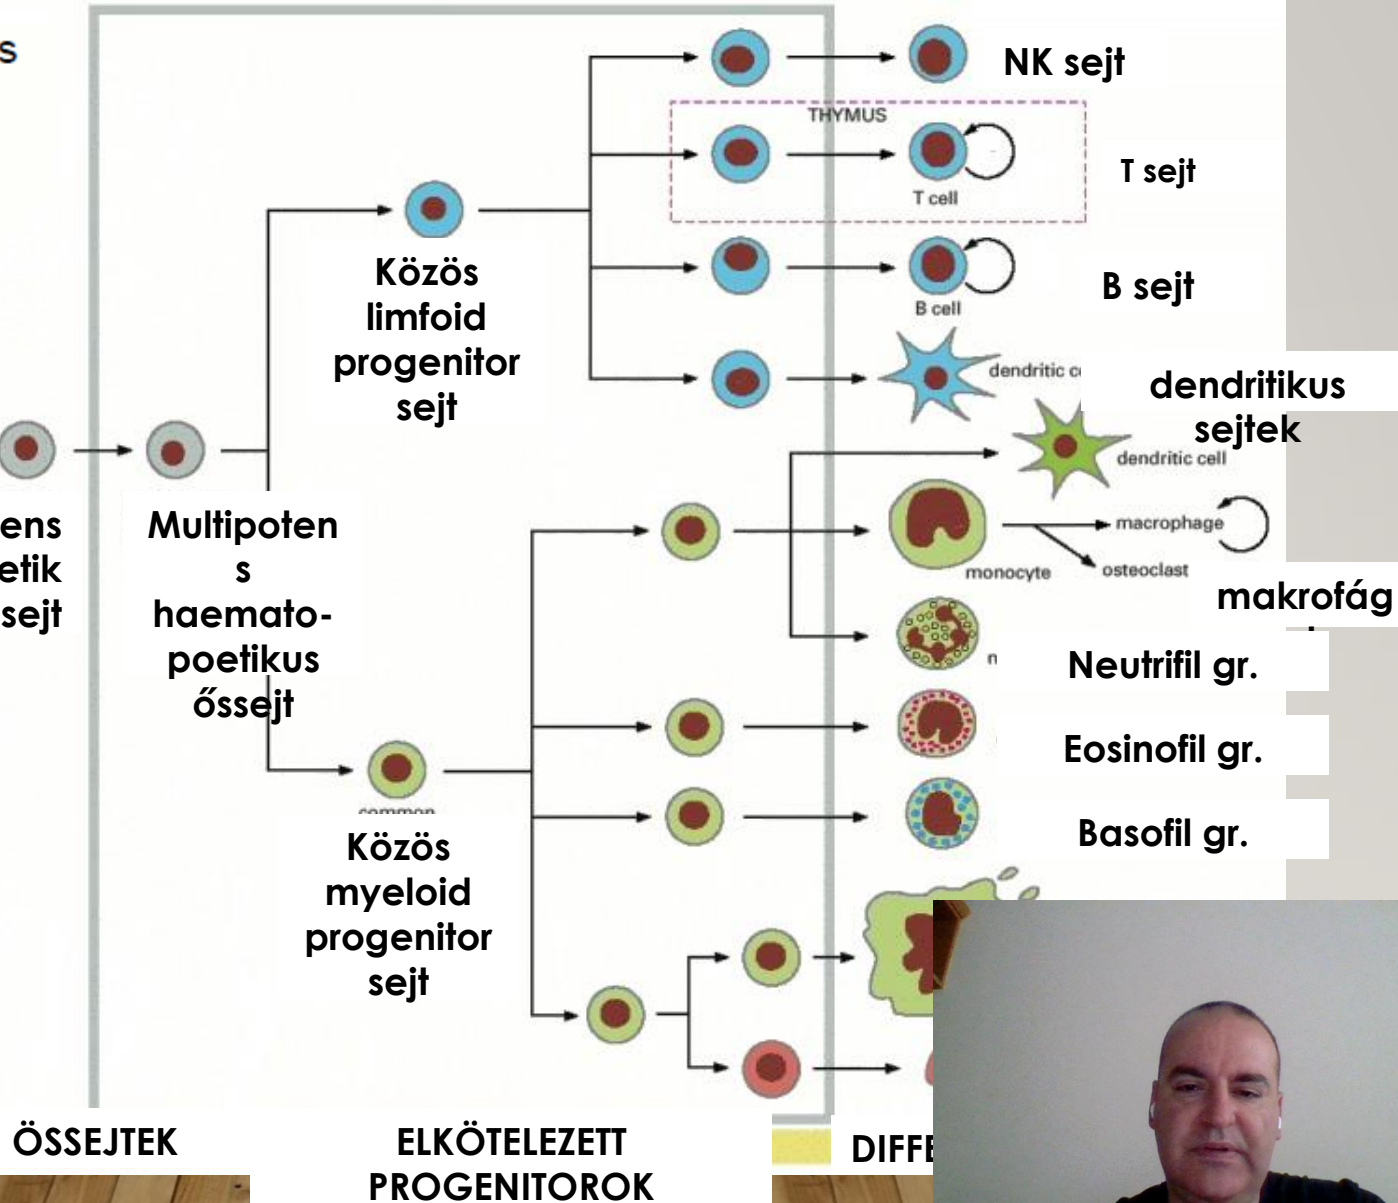 s
NK sejt
THYMUS
T cell
T sejt
Közös
limfoid
progenitor
sejt
B cell
B sejt
dendritic
dendritikus
sejtek
dendritic cell
ens
etik
sejt
Multipoten
s
haemato-
poetikus
őssejt
monocyte
macrophage
osteoclast
makrofág
n
Neutrifil gr.
Eosinofil gr.
common
Közös
myeloid
progenitor
sejt
Basofil gr.
ÖSSEJTEK
ELKÖTELEZETT
PROGENITOROK
DIFFE